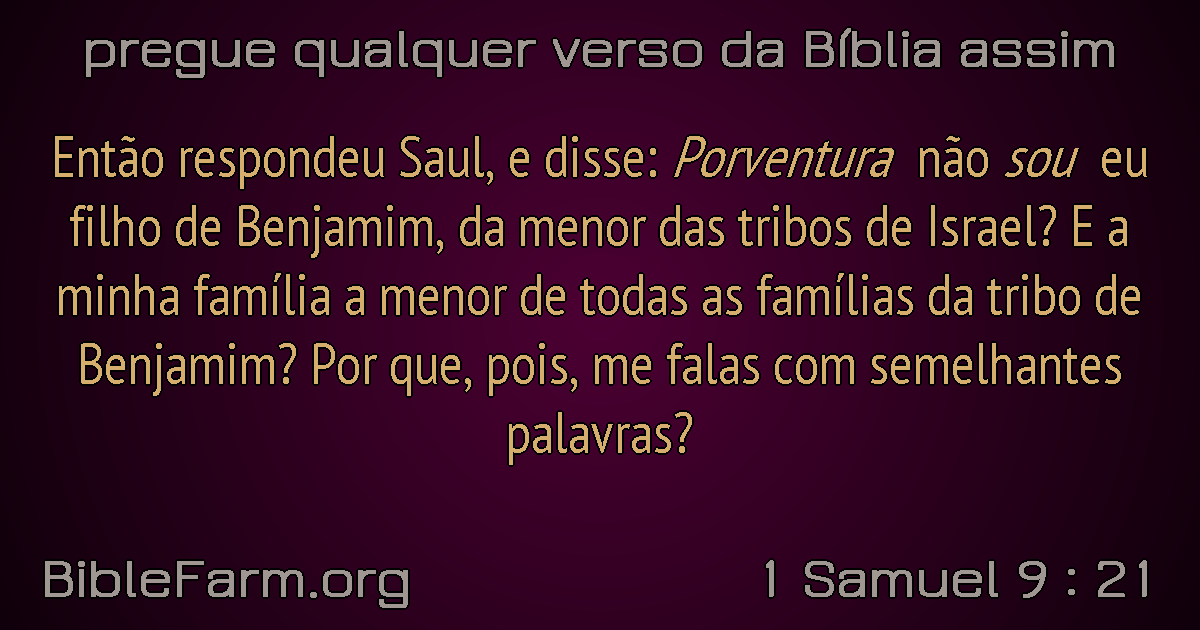 pregue qualquer verso da Bíblia assim
Então respondeu Saul, e disse: Porventura não sou eu
filho de Benjamim, da menor das tribos de Israel? E a
minha família a menor de todas as famílias da tribo de
Benjamim? Por que, pois, me falas com semelhantes
palavras?
BibleFarm.org 1 Samuel 9 : 21